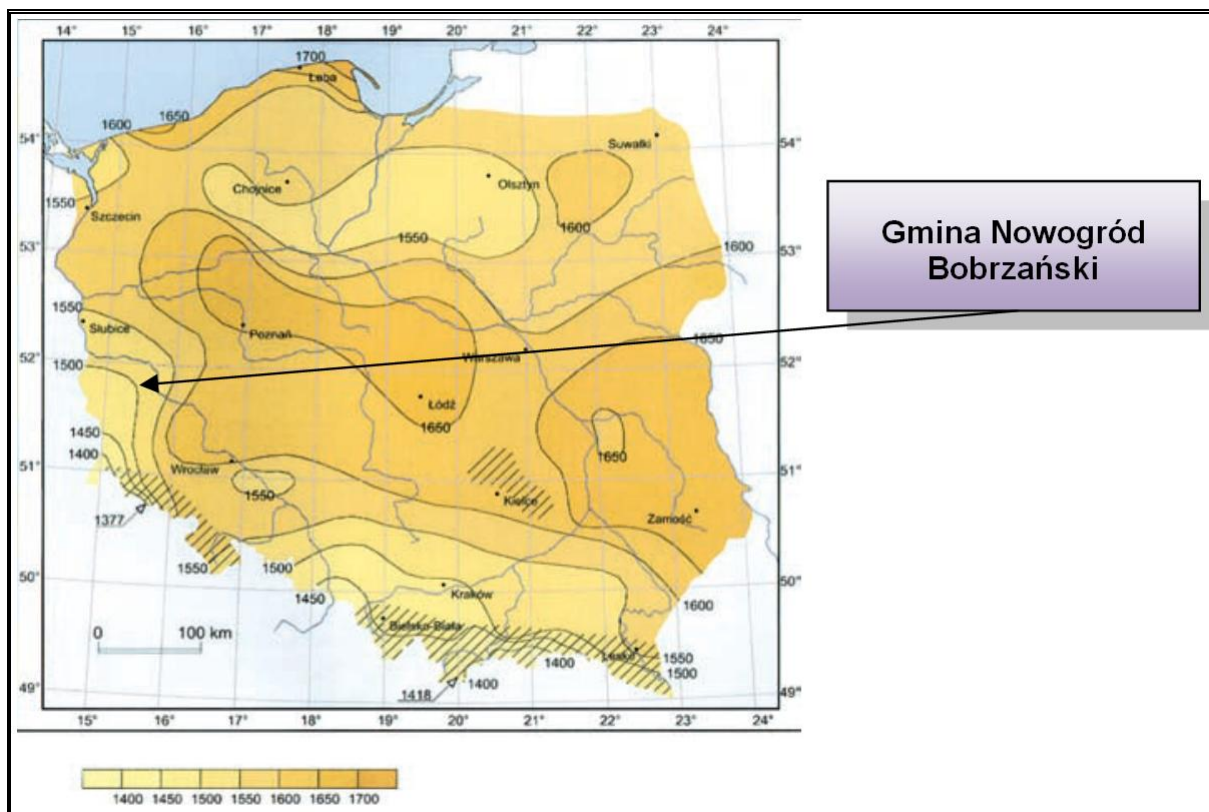 14° 15° 16° 17° 18° 19° 20° 21° 22° 23° 24°
1700
Łeba
1650
1600
54° 54°
Suwałki
Chojnice
Olsztyn
1550
Szczecin
1600
53° 53°
1550
1600
Gmina Nowogród
Bobrzański
1550
Słubice
Poznań
1650
Warszawa
52° 52°
1500
Łódź
1650
1450
1400
51° 51°
Wrocław
1650
1550
Kielce
1377
Zamość
50° 50°
1550
1500
1450
Kraków
1600
0 100 km
Bielsko-Biała
Lesko
1550
1400
1500
1400
1418
49° 49°
15° 16° 17° 18° 19° 20° 21° 22° 23°
1400 1450 1500 1550 1600 1650 1700